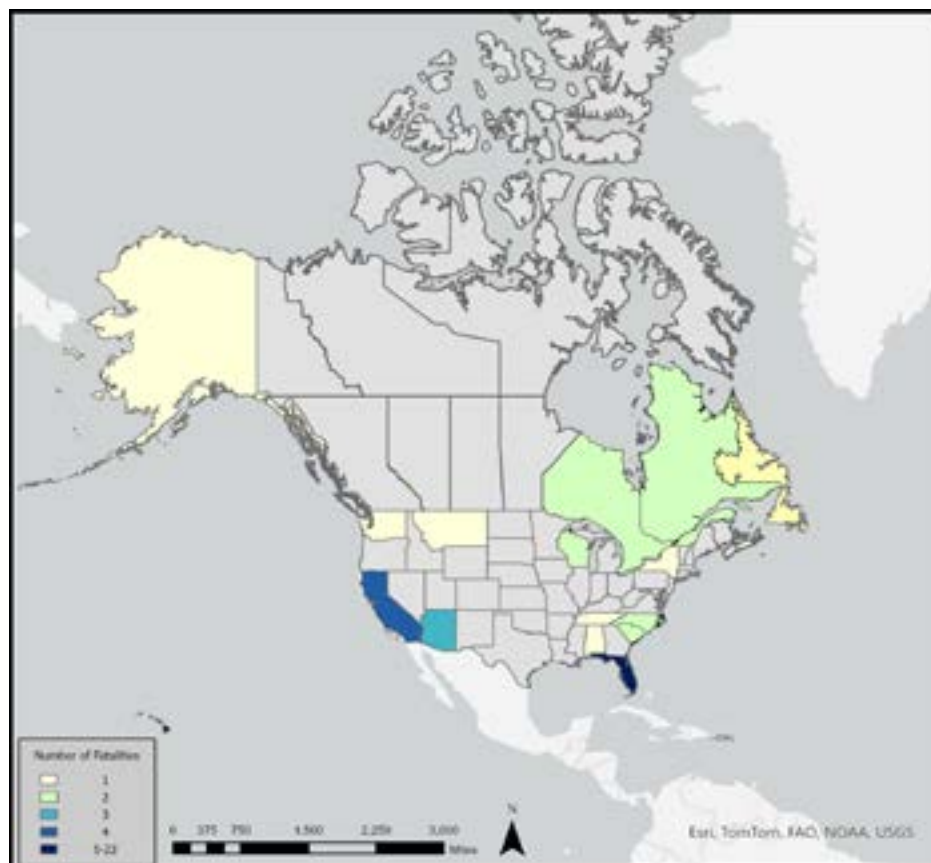 Number of Fatalities
1
2
3
4
5-22
0 375 750 1,500 2,250 3,000
Miles
N
Esri, TomTom, FAO, NOAA, USGS